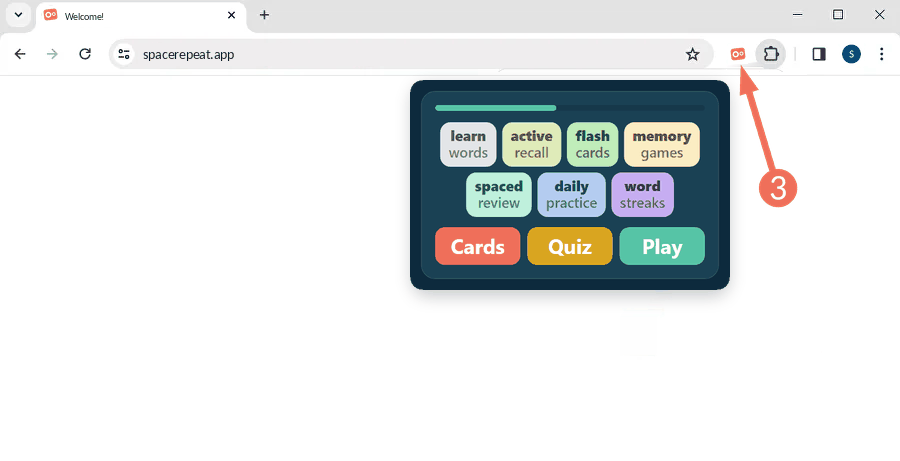 Welcome!
spacerepeat.app
S
learn
words
active
recall
flash
cards
memory
games
spaced
review
daily
practice
word
streaks
Cards
Quiz
Play
3